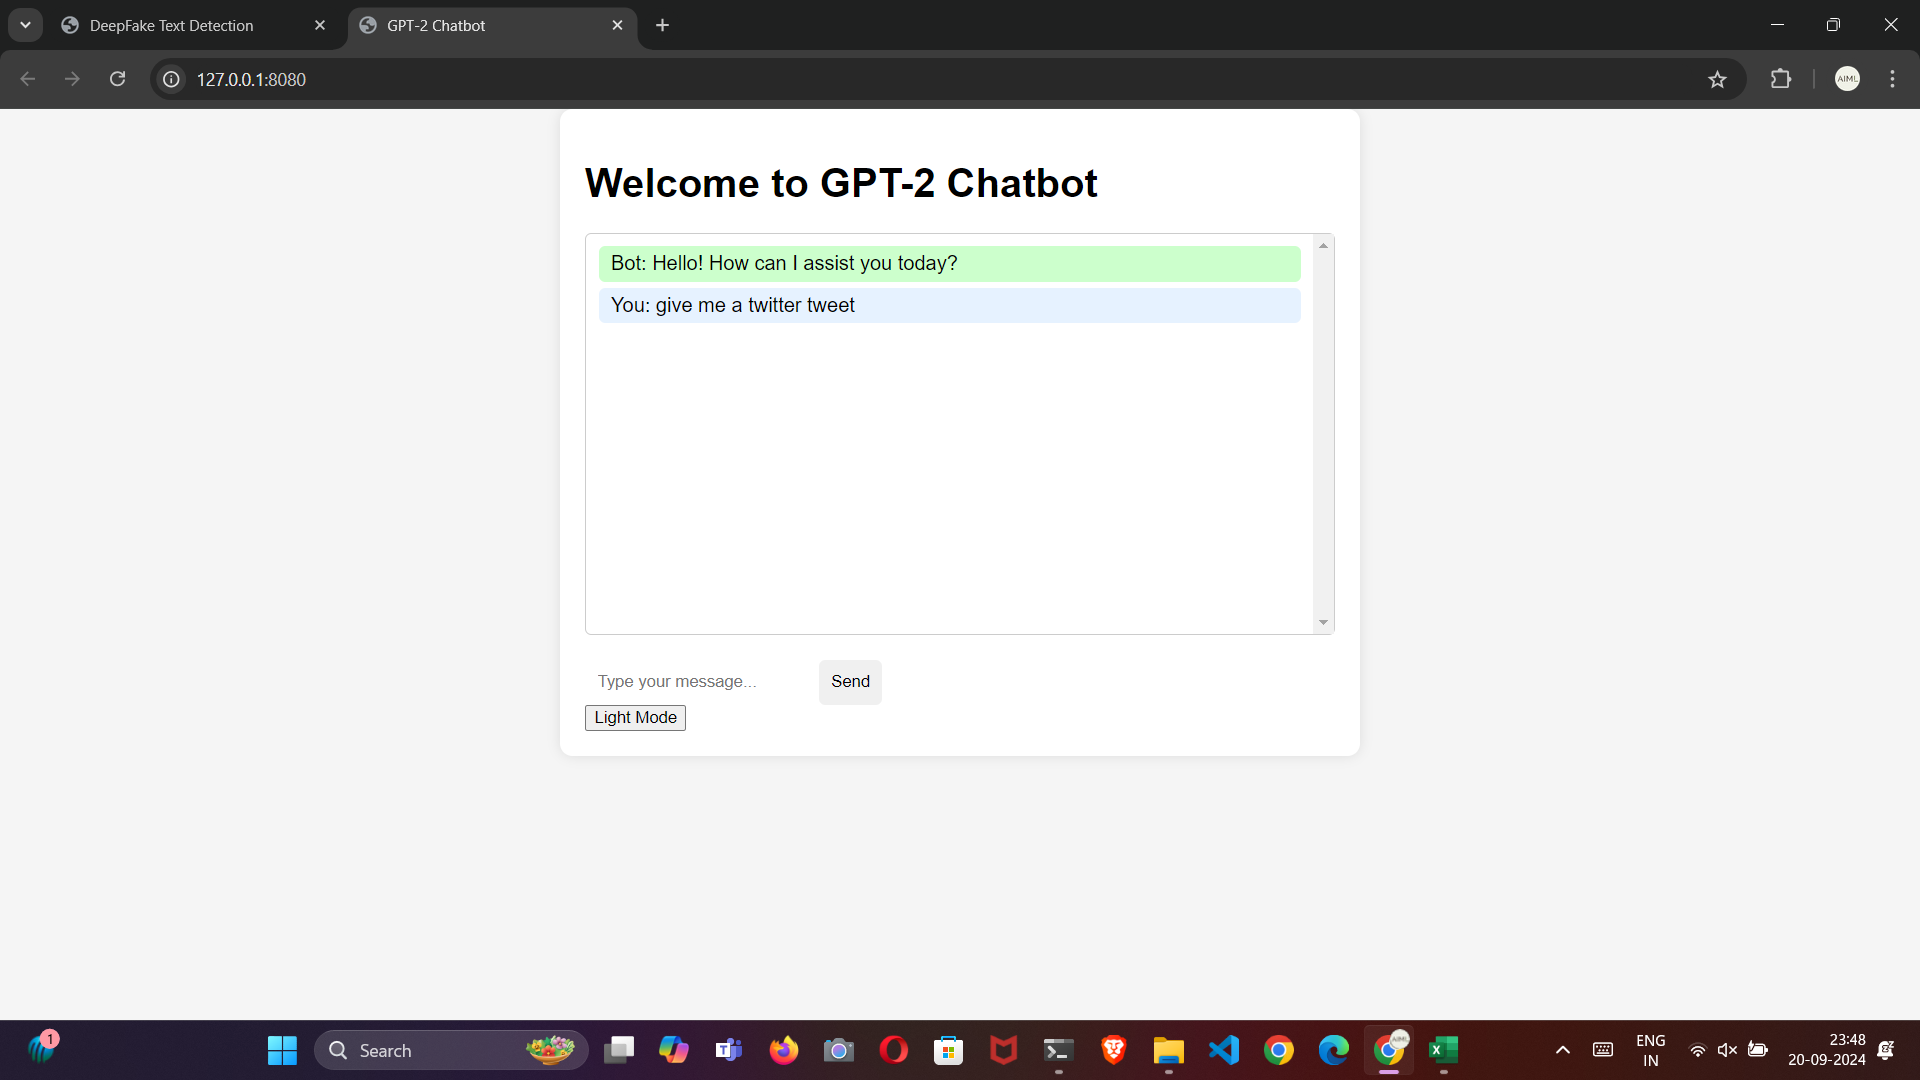 DeepFake Text Detection
GPT-2 Chatbot
127.0.0.1:8080
AIML
Welcome to GPT-2 Chatbot
Bot: Hello! How can I assist you today?
You: give me a twitter tweet
Type your message...
Send
Light Mode
1
Search
ENG
IN
23:48
20-09-2024